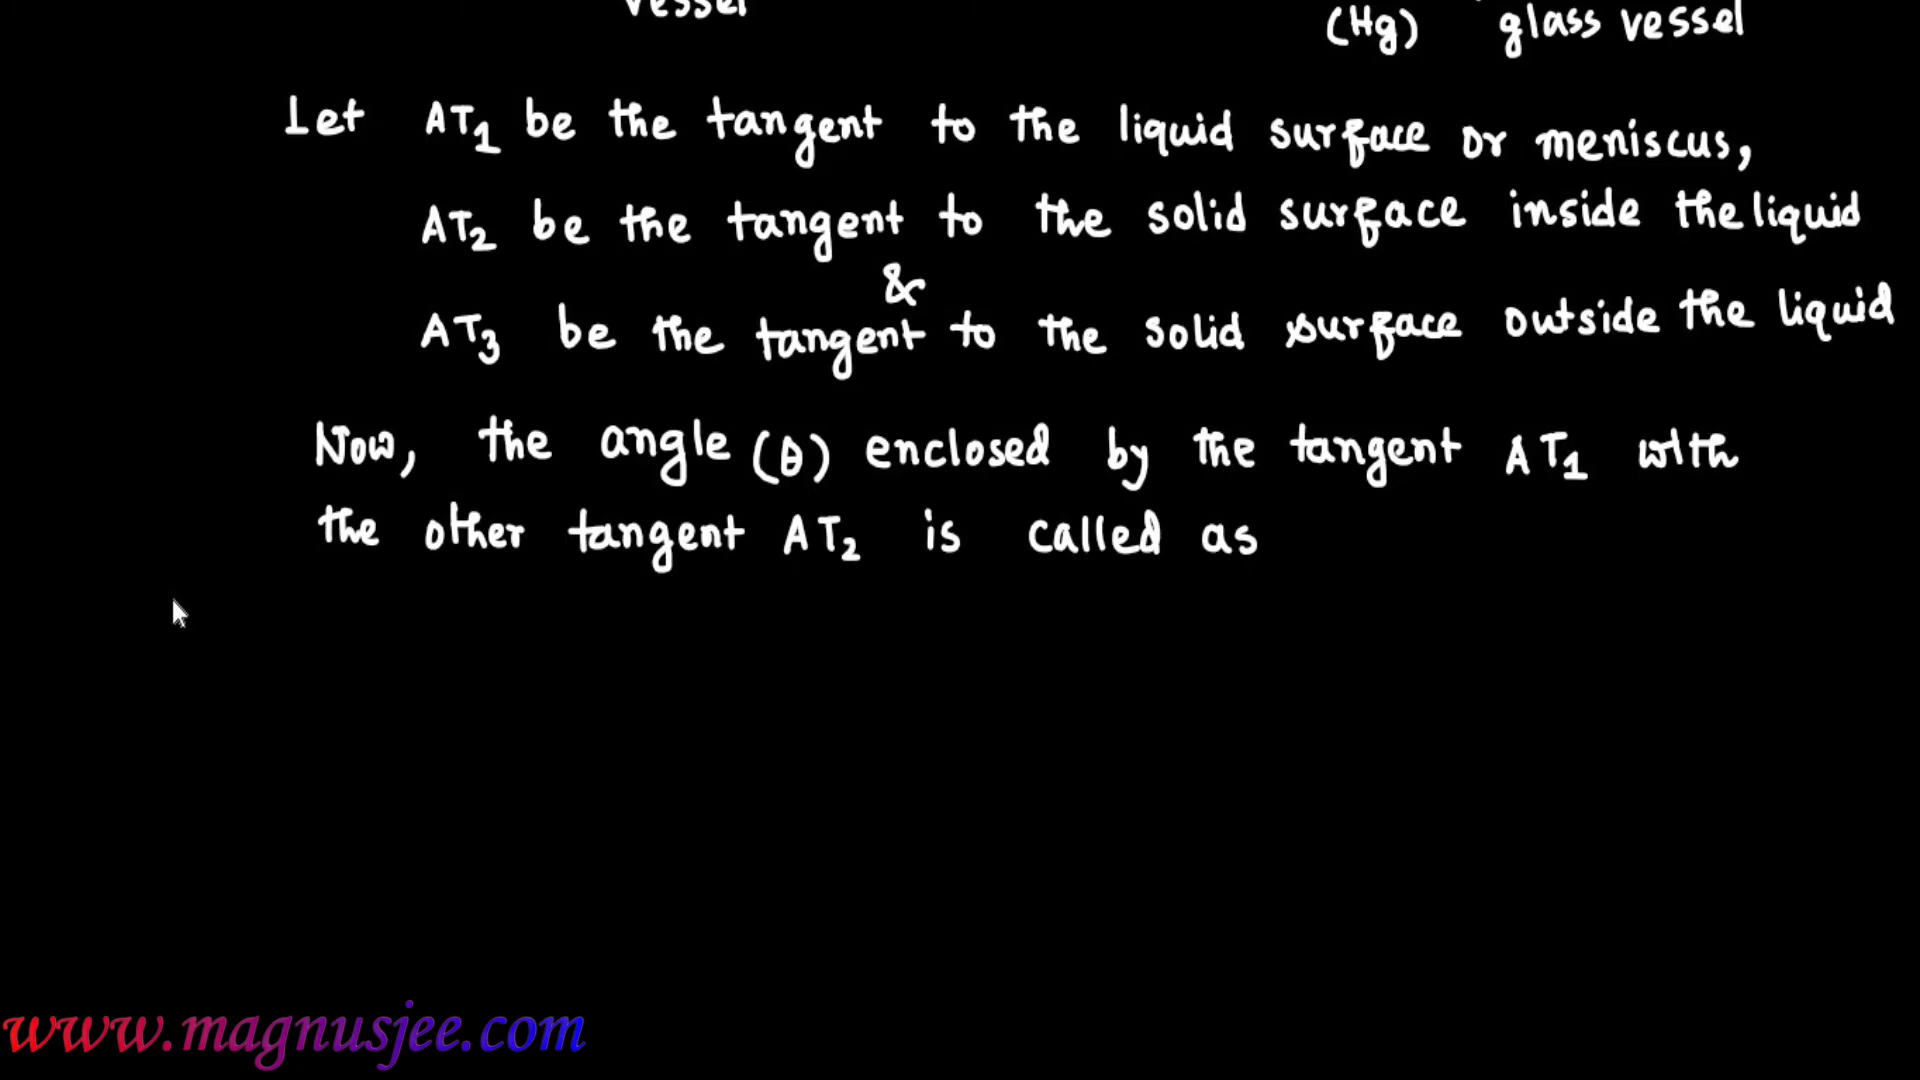 vessel
(Hg) glass vessel
Let AT1 be the tangent to the liquid surface or meniscus,
AT2 be the tangent to the solid surface inside the liquid
&
AT3 be the tangent to the solid surface outside the liquid
Now, the angle (θ) enclosed by the tangent AT1 with
the other tangent AT2 is called as
www.magnusjee.com